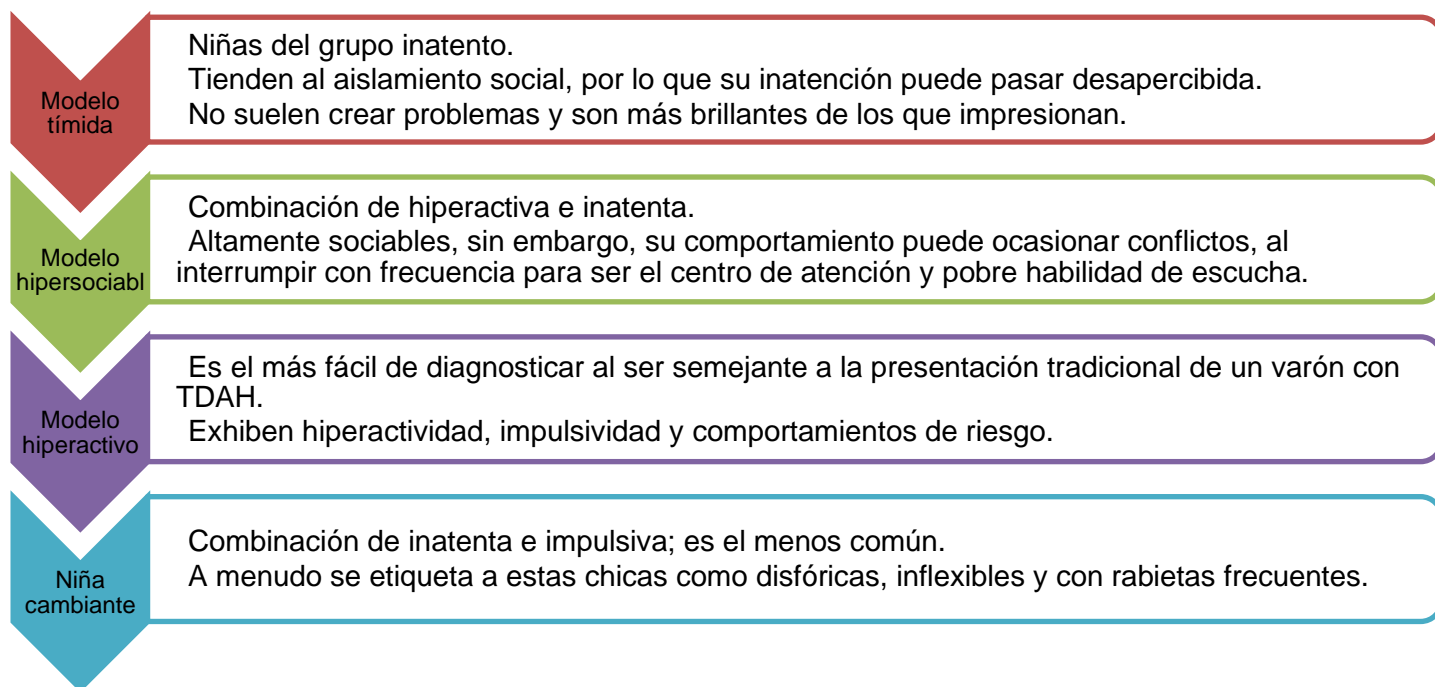 Modelo
tímida
Niñas del grupo inatento.
Tienden al aislamiento social, por lo que su inatención puede pasar desapercibida.
No suelen crear problemas y son más brillantes de los que impresionan.
Modelo
hipersociabl
Combinación de hiperactiva e inatenta.
Altamente sociables, sin embargo, su comportamiento puede ocasionar conflictos, al
interrumpir con frecuencia para ser el centro de atención y pobre habilidad de escucha.
Modelo
hiperactivo
Es el más fácil de diagnosticar al ser semejante a la presentación tradicional de un varón con
TDAH.
Exhiben hiperactividad, impulsividad y comportamientos de riesgo.
Niña
cambiante
Combinación de inatenta e impulsiva; es el menos común.
A menudo se etiqueta a estas chicas como disfóricas, inflexibles y con rabietas frecuentes.